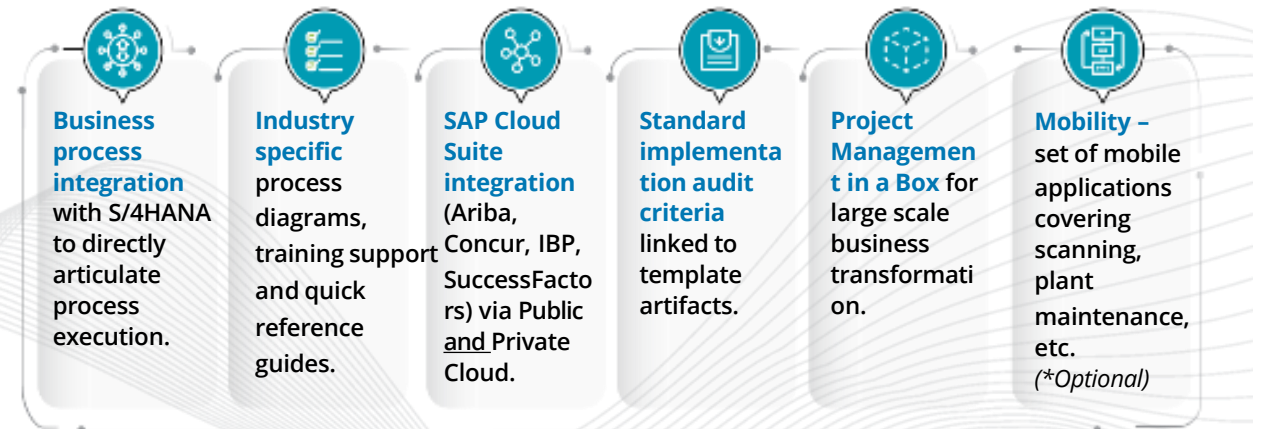 Business
process
integration
with S/4HANA
to directly
articulate
process
execution.
Industry
specific
process
diagrams,
training support
and quick
reference
guides.
SAP Cloud
Suite
integration
(Ariba,
Concur, IBP,
SuccessFacto
rs) via Public
and Private
Cloud.
Standard
implementa
tion audit
criteria
linked to
template
artifacts.
Project
Managemen
t in a Box for
large scale
business
transformati
on.
Mobility –
set of mobile
applications
covering
scanning,
plant
maintenance,
etc.
(*Optional)